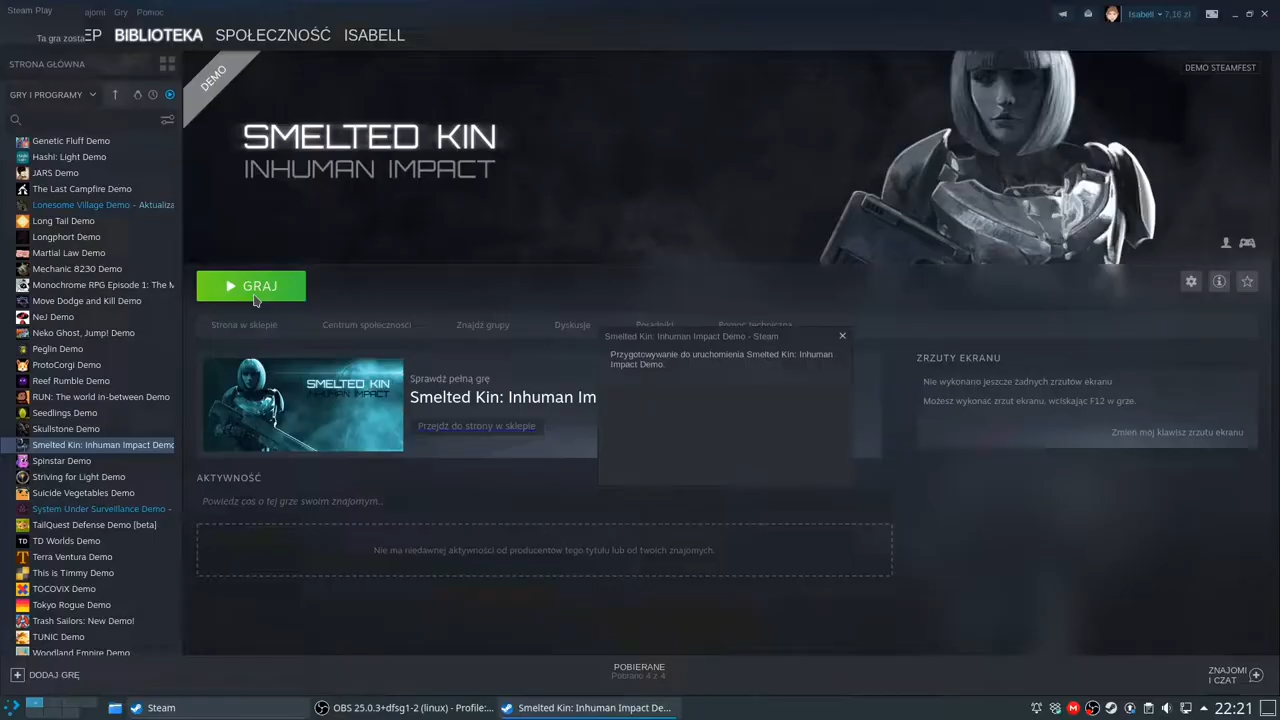 Steam Play
ajomi Gry Pomoc
Isabell 7,16 zł
Ta gra zosta
EP BIBLIOTEKA SPOŁECZNOŚĆ ISABELL
STRONA GŁÓWNA
GRY I PROGRAMY
DEMO
DEMO STEAMFEST
SMELTED KIN
INHUMAN IMPACT
Genetic Fluff Demo
Hash!: Light Demo
JARS Demo
The Last Campfire Demo
Lonesome Village Demo - Aktualiza
Long Tail Demo
Longphort Demo
Martial Law Demo
Mechanic 8230 Demo
Monochrome RPG Episode 1: The M
Move Dodge and Kill Demo
NeJ Demo
Neko Ghost, Jump! Demo
Peglin Demo
ProtoCorgi Demo
Reef Rumble Demo
RUN: The world in-between Demo
Seedlings Demo
Skullstone Demo
Smelted Kin: Inhuman Impact Demo
Spinstar Demo
Striving for Light Demo
Suicide Vegetables Demo
System Under Surveillance Demo -
TailQuest Defense Demo [beta]
TD Worlds Demo
Terra Ventura Demo
This is Timmy Demo
TOCOViX Demo
Tokyo Rogue Demo
Trash Sailors: New Demo!
TUNIC Demo
Woodland Empire Demo
GRAJ
Strona w sklepie Centrum społeczności Znajdź grupy Dyskusje Poradniki Pomoc techniczna
Smelted Kin: Inhuman Impact Demo - Steam
Przygotowywanie do uruchomienia Smelted Kin: Inhuman
Impact Demo.
SMELTED KIN
INHUMAN IMPACT
Sprawdź pełną grę
Smelted Kin: Inhuman Im
Przejdź do strony w sklepie
ZRZUTY EKRANU
Nie wykonano jeszcze żadnych zrzutów ekranu
Możesz wykonać zrzut ekranu, wciskając F12 w grze.
Zmień mój klawisz zrzutu ekranu
AKTYWNOŚĆ
Powiedz coś o tej grze swoim znajomym...
Nie ma niedawnej aktywności od producentów tego tytułu lub od twoich znajomych.
DODAJ GRĘ
POBIERANE
Pobrano 4 z 4
ZNAJOMI
I CZAT
Steam
OBS 25.0.3+dfsg1-2 (linux) - Profile:...
Smelted Kin: Inhuman Impact De...
22:21